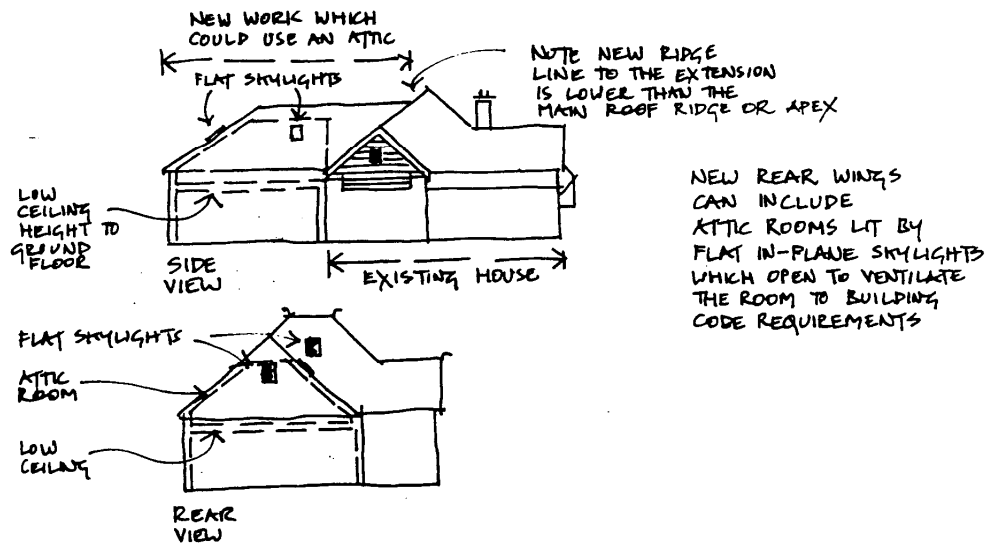 NEW WORK WHICH
COULD USE AN ATTIC
FLAT SKYLIGHTS
NOTE NEW RIDGE
LINE TO THE EXTENSION
IS LOWER THAN THE
MAIN ROOF RIDGE OR APEX
LOW
CEILING
HEIGHT TO
GROUND
FLOOR
SIDE
VIEW
EXISTING HOUSE
NEW REAR WINGS
CAN INCLUDE
ATTIC ROOMS LIT BY
FLAT IN-PLANE SKYLIGHTS
WHICH OPEN TO VENTILATE
THE ROOM TO BUILDING
CODE REQUIREMENTS
FLAT SKYLIGHTS
ATTIC
ROOM
LOW
CEILING
REAR
VIEW